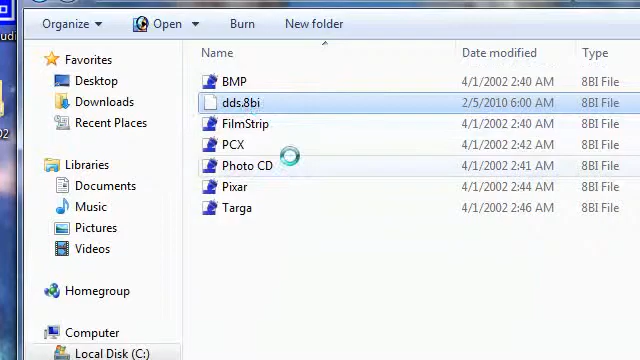 Organize Open Burn New folder
Name Date modified Type
Favorites
Desktop
Downloads
Recent Places
Libraries
Documents
Music
Pictures
Videos
Homegroup
Computer
Local Disk (C:)
BMP 4/1/2002 2:40 AM 8BI File
dds.8bi 2/5/2010 6:00 AM 8BI File
FilmStrip 4/1/2002 2:40 AM 8BI File
PCX 4/1/2002 2:42 AM 8BI File
Photo CD 4/1/2002 2:41 AM 8BI File
Pixar 4/1/2002 2:44 AM 8BI File
Targa 4/1/2002 2:46 AM 8BI File